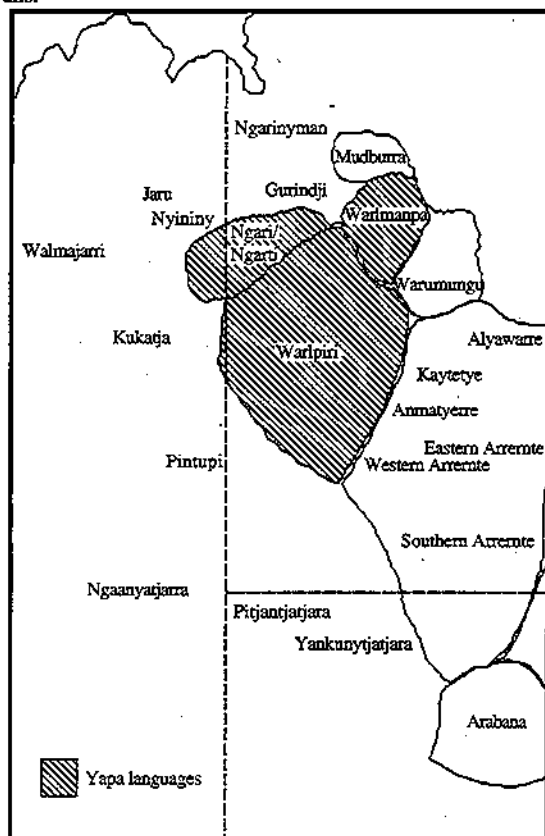 Ngarinyman
Mudburra
Jaru
Gurindji
Nyininy
Warlmanpa
Ngari/
Ngarti
Walmajarri
Warumungu
Kukatja
Warlpiri
Alyawarre
Kaytetye
Anmatyerre
Eastern Arrernte
Pintupi
Western Arrernte
Southern Arrernte
Ngaanyatjarra
Pitjantjatjara
Yankunytjatjara
Arabana
Yapa languages